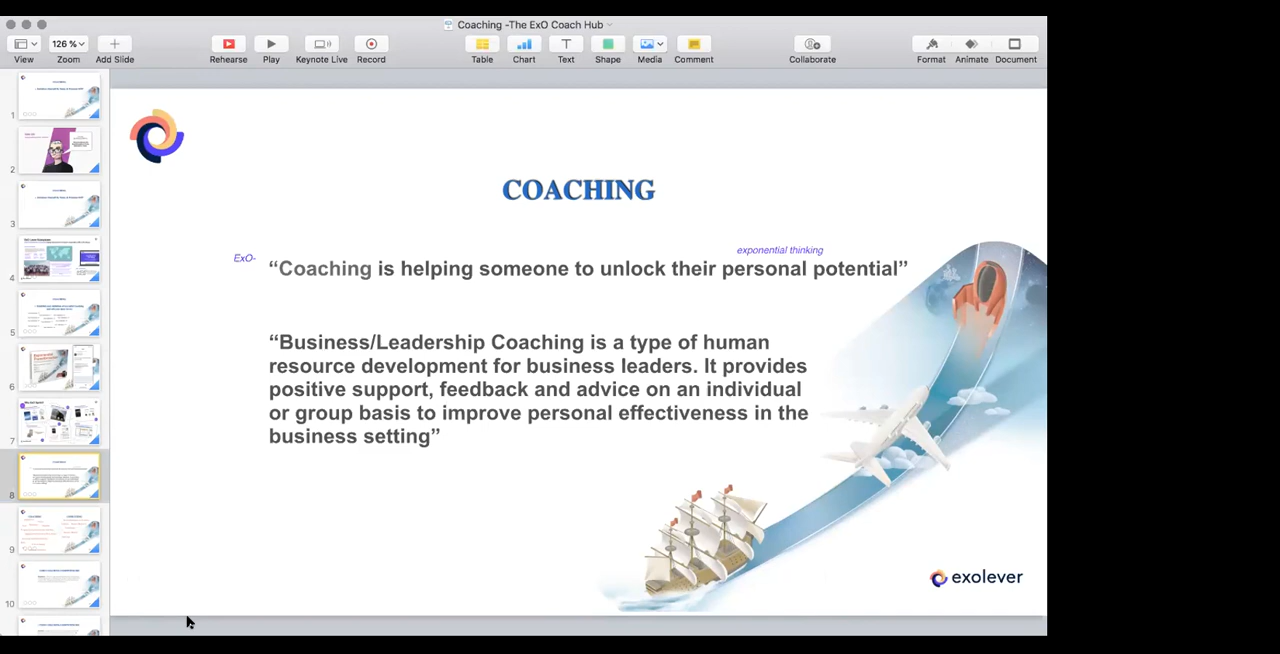 Coaching -The ExO Coach Hub
126 %
View
Zoom
Add Slide
Rehearse
Play
Keynote Live
Record
Table
Chart
Text
Shape
Media
Comment
Collaborate
Format
Animate
Document
1
2
3
4
5
6
7
8
9
10
COACHING
ExO-
exponential thinking
“Coaching is helping someone to unlock their personal potential”
“Business/Leadership Coaching is a type of human
resource development for business leaders. It provides
positive support, feedback and advice on an individual
or group basis to improve personal effectiveness in the
business setting”
exolever